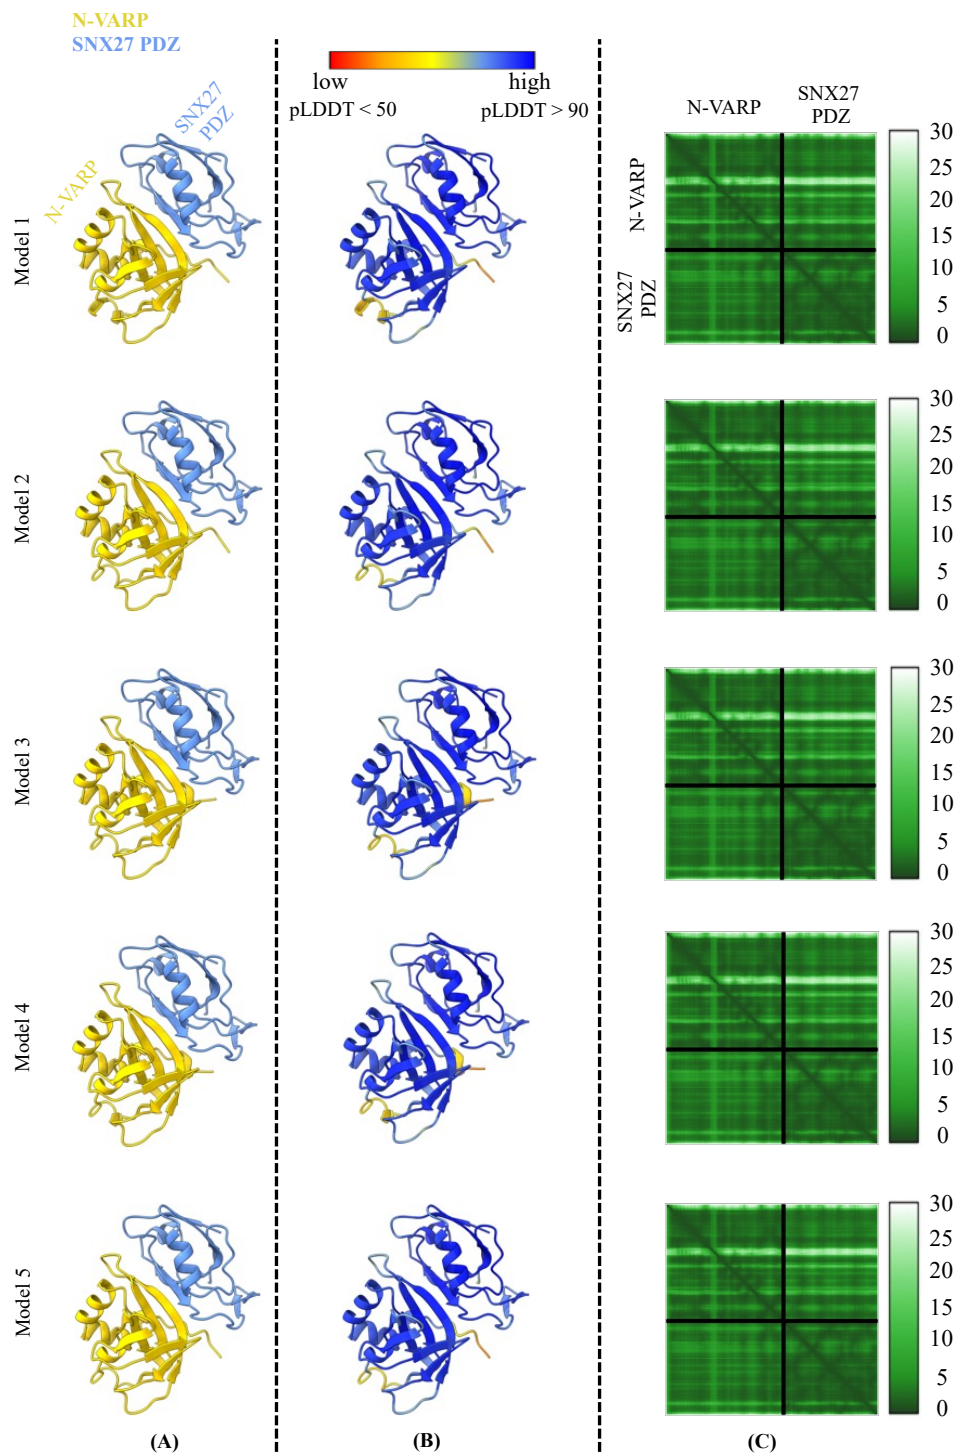 N-VARP
SNX27 PDZ
low
high
pLDDT < 50
pLDDT > 90
N-VARP
SNX27
PDZ
Model 1
N-VARP
SNX27
PDZ
N-VARP
SNX27
PDZ
30
25
20
15
10
5
0
Model 2
30
25
20
15
10
5
0
Model 3
30
25
20
15
10
5
0
Model 4
30
25
20
15
10
5
0
Model 5
30
25
20
15
10
5
0
(A)
(B)
(C)